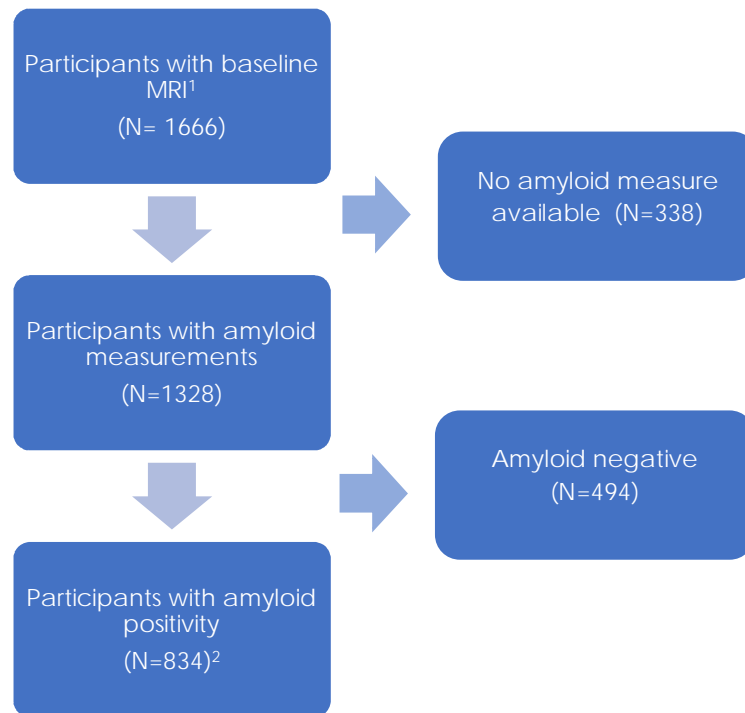 Participants with baseline
MRI¹
(N= 1666)
No amyloid measure
available (N=338)
Participants with amyloid
measurements
(N=1328)
Amyloid negative
(N=494)
Participants with amyloid
positivity
(N=834)²